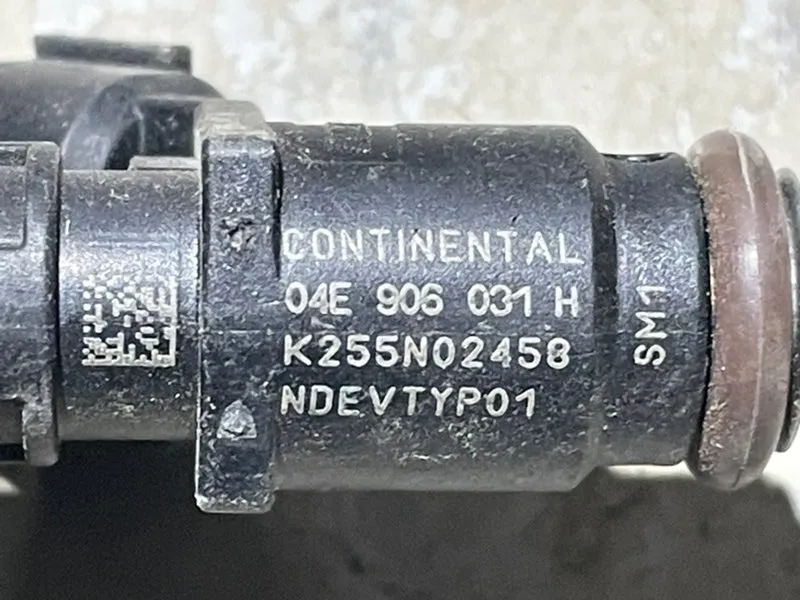 CONTINENTAL
04E 906 031 H
K255N02458
NDEVTYP01
SM1